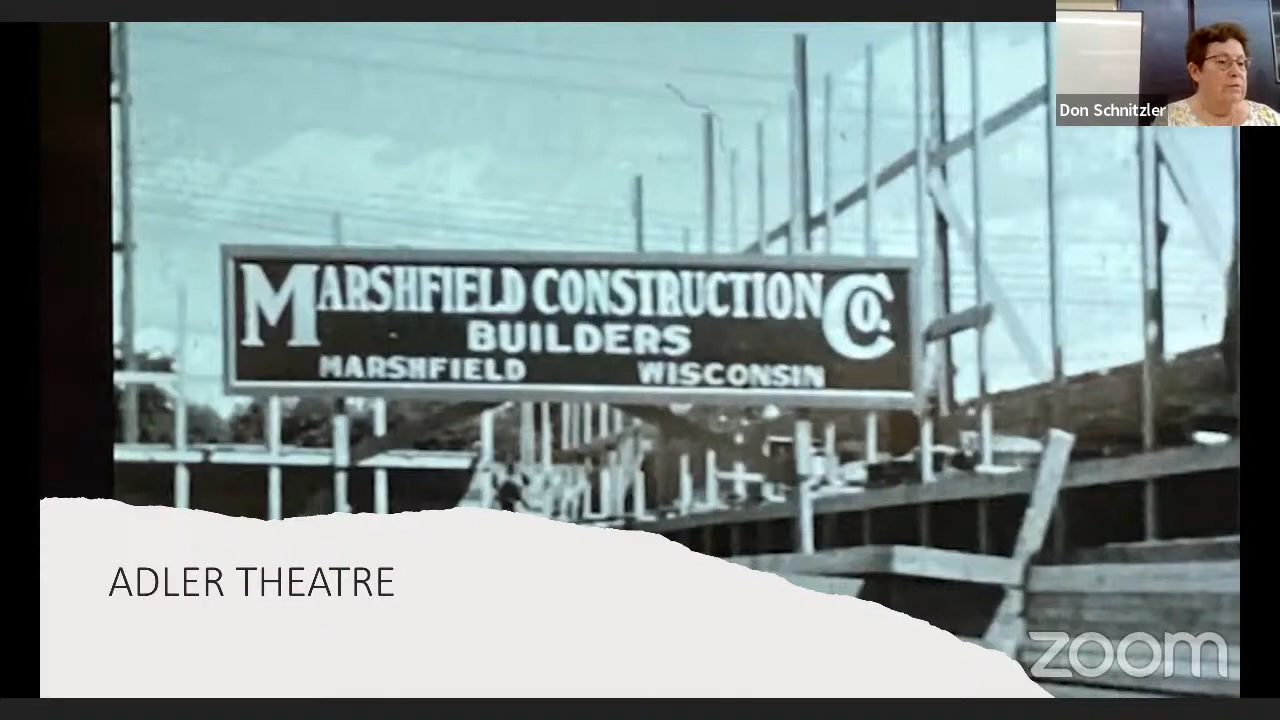 Don Schnitzler
MARSHFIELD CONSTRUCTION CO.
BUILDERS
MARSHFIELD WISCONSIN
ADLER THEATRE
zoom